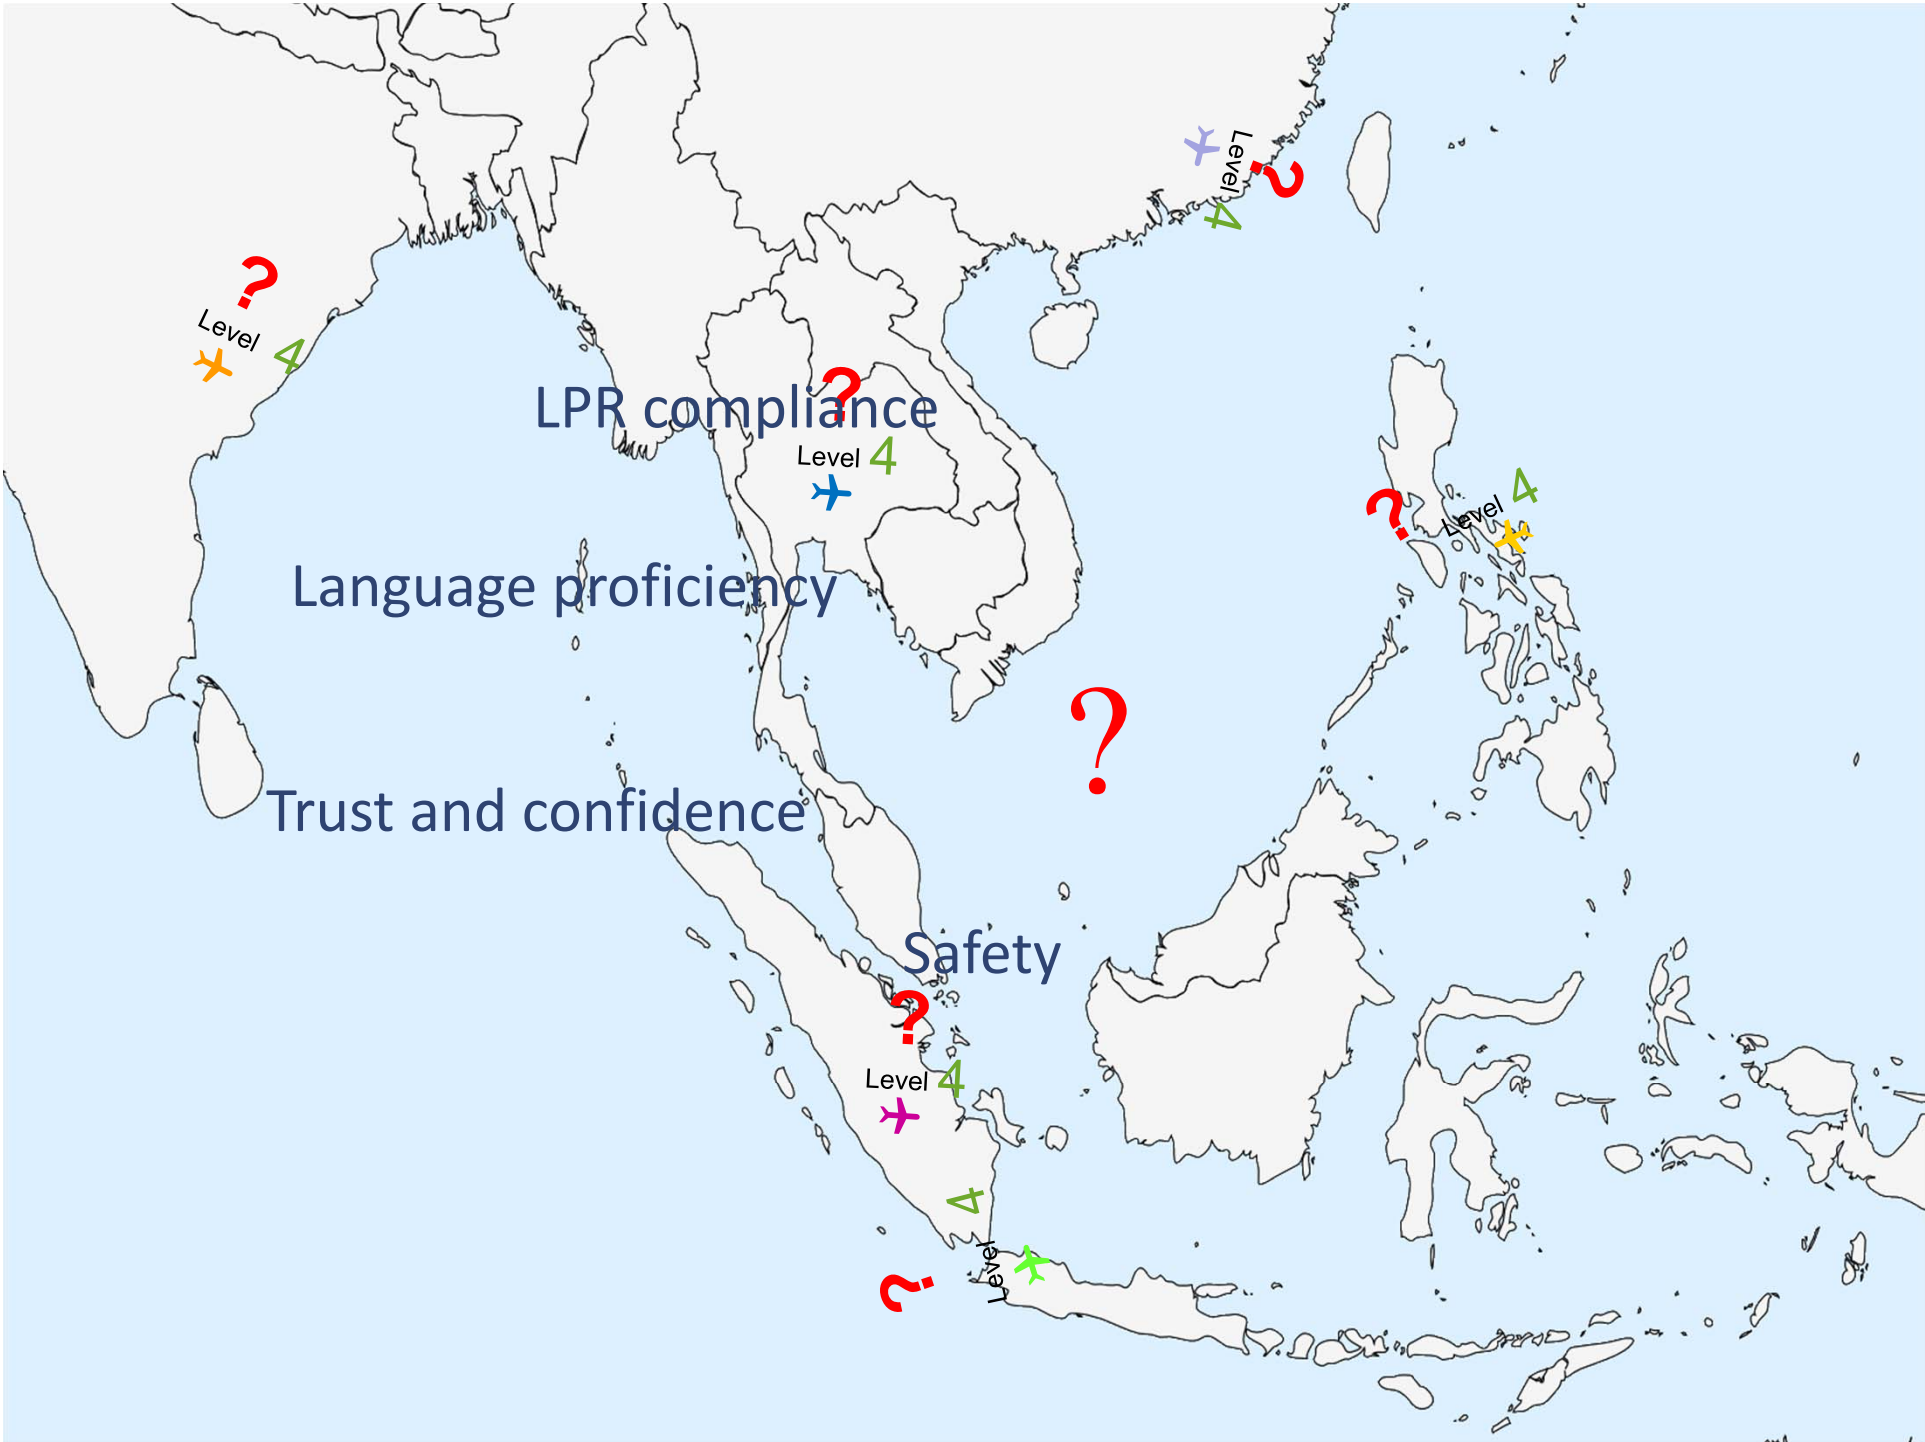 Level 4
?
?
Level 4
?
LPR compliance
Level 4
Level 4
?
Language proficiency
?
Trust and confidence
Safety
?
Level 4
Level 4
?